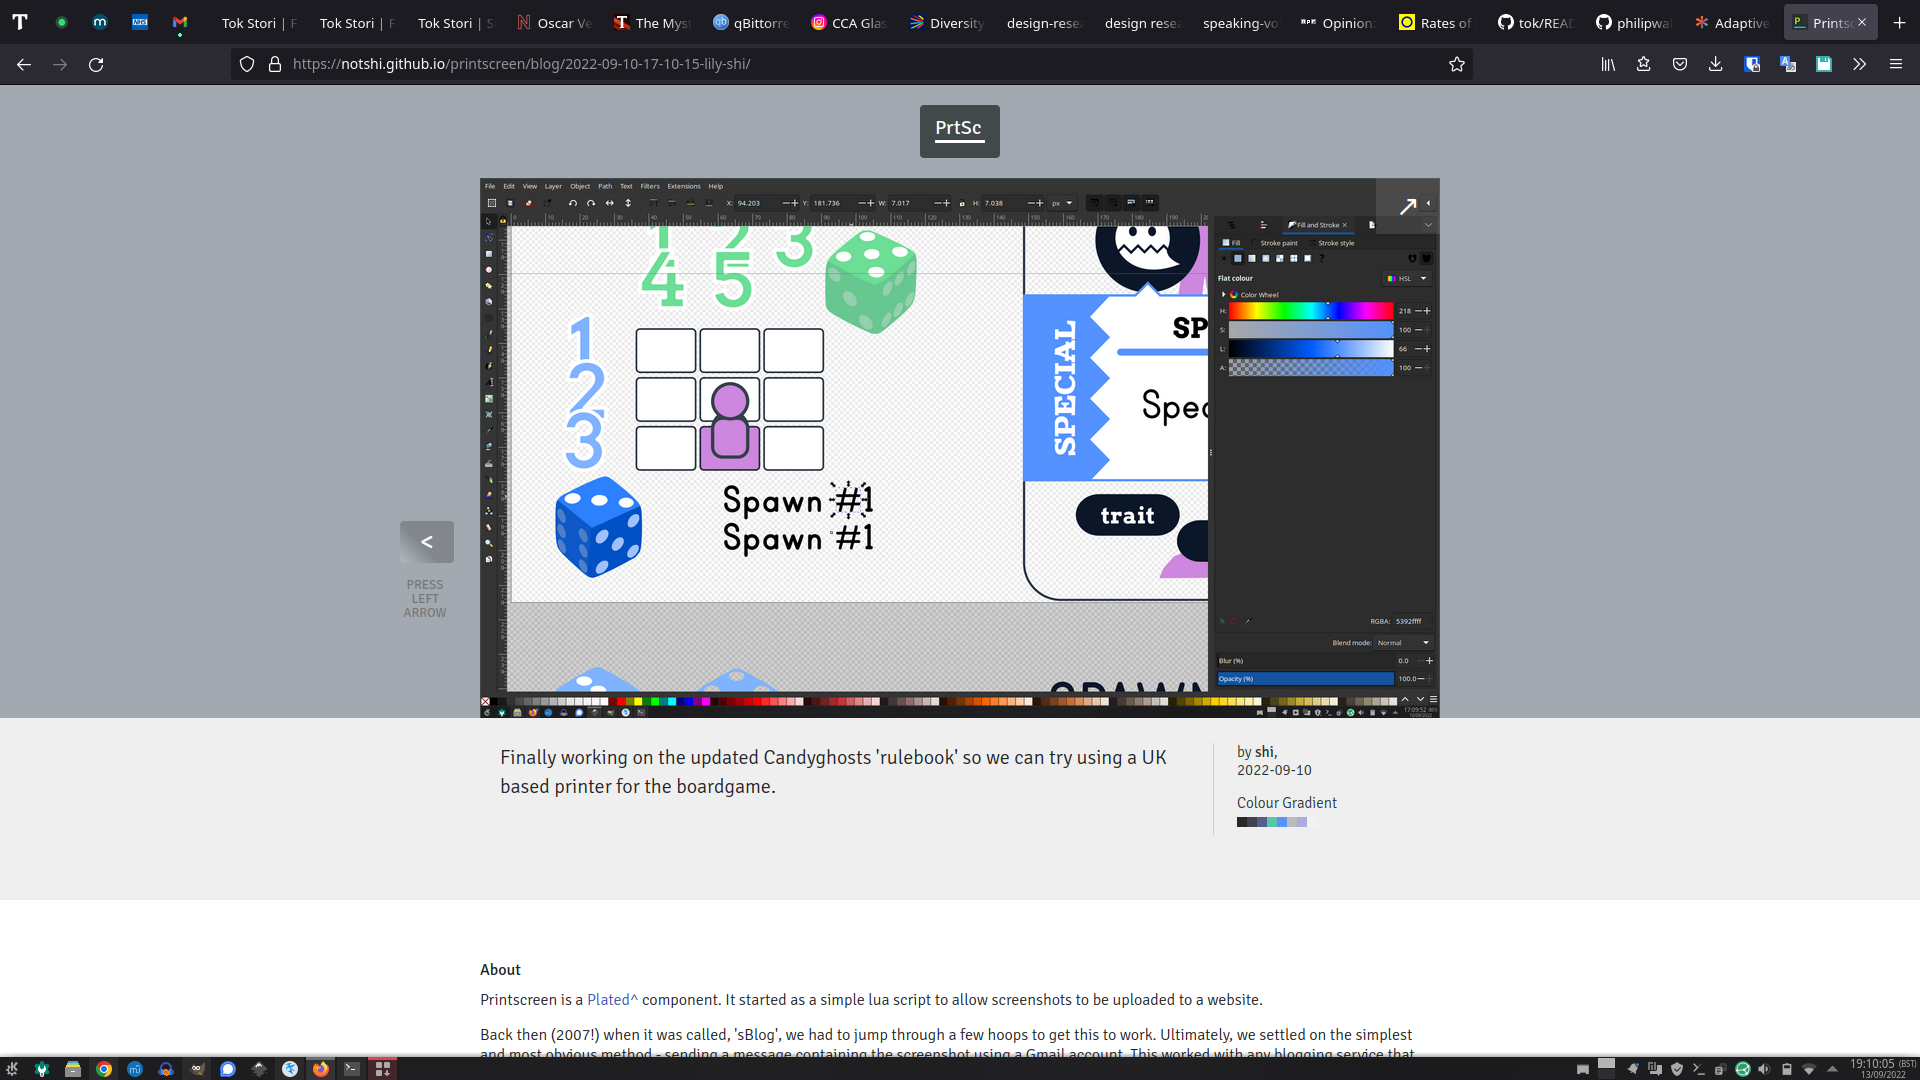 Tok Stori | F
Tok Stori | F
Tok Stori | S
Oscar Ve
The Myst
qBittorre
CCA Glas
Diversity
design-resea
design resea
speaking-vo
Opinion:
Rates of
tok/READ
philipwal
Adaptive
Printsc
https://notshi.github.io/printscreen/blog/2022-09-10-17-10-15-lily-shi/
PrtSc
File Edit View Layer Object Path Text Filters Extensions Help
X: 94.203 Y: 181.736 W: 7.017 H: 7.038 px
Fill and Stroke
Fill Stroke paint Stroke style
Flat colour HSL
Color Wheel
H: 218
S: 100
L: 66
A: 100
1 2 3
4 5
1
2
3
Spawn #1
Spawn #1
SPECIAL
SP
Spec
trait
SPAWN
RGBA: 5392ffff
Blend mode: Normal
Blur (%) 0.0
Opacity (%) 100.0
17:09:52
<
PRESS
LEFT
ARROW
Finally working on the updated Candyghosts 'rulebook' so we can try using a UK
based printer for the boardgame.
by shi,
2022-09-10
Colour Gradient
About
Printscreen is a Plated^ component. It started as a simple lua script to allow screenshots to be uploaded to a website.
Back then (2007!) when it was called, 'sBlog', we had to jump through a few hoops to get this to work. Ultimately, we settled on the simplest
and most obvious method - sending a message containing the screenshot using a Gmail account. This worked with any blogging service that
19:10:05 (BST)
13/09/2022